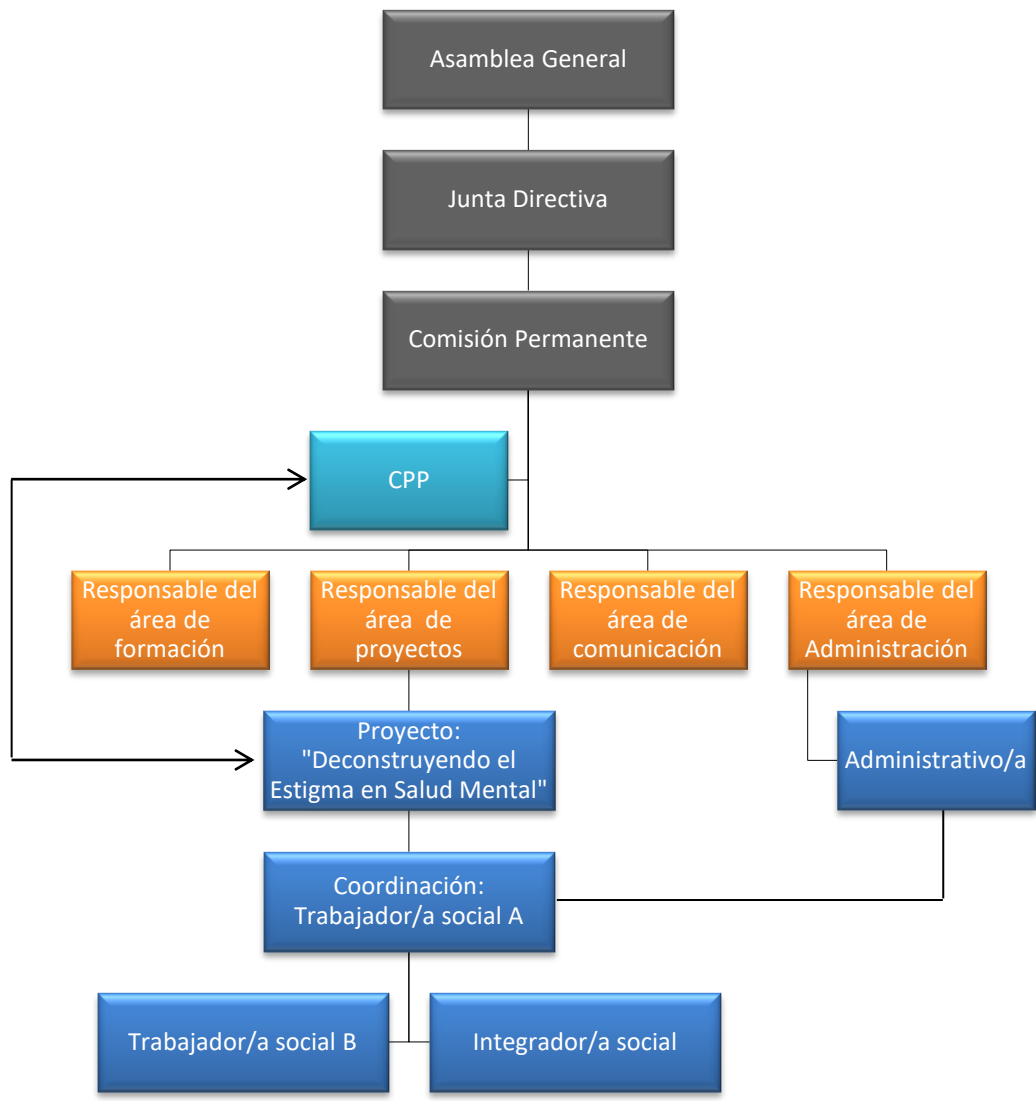 Asamblea General
Junta Directiva
Comisión Permanente
CPP
Responsable del
área de
formación
Responsable del
área de
proyectos
Responsable del
área de
comunicación
Responsable del
área de
Administración
Proyecto:
"Deconstruyendo el
Estigma en Salud Mental"
Administrativo/a
Coordinación:
Trabajador/a social A
Trabajador/a social B
Integrador/a social